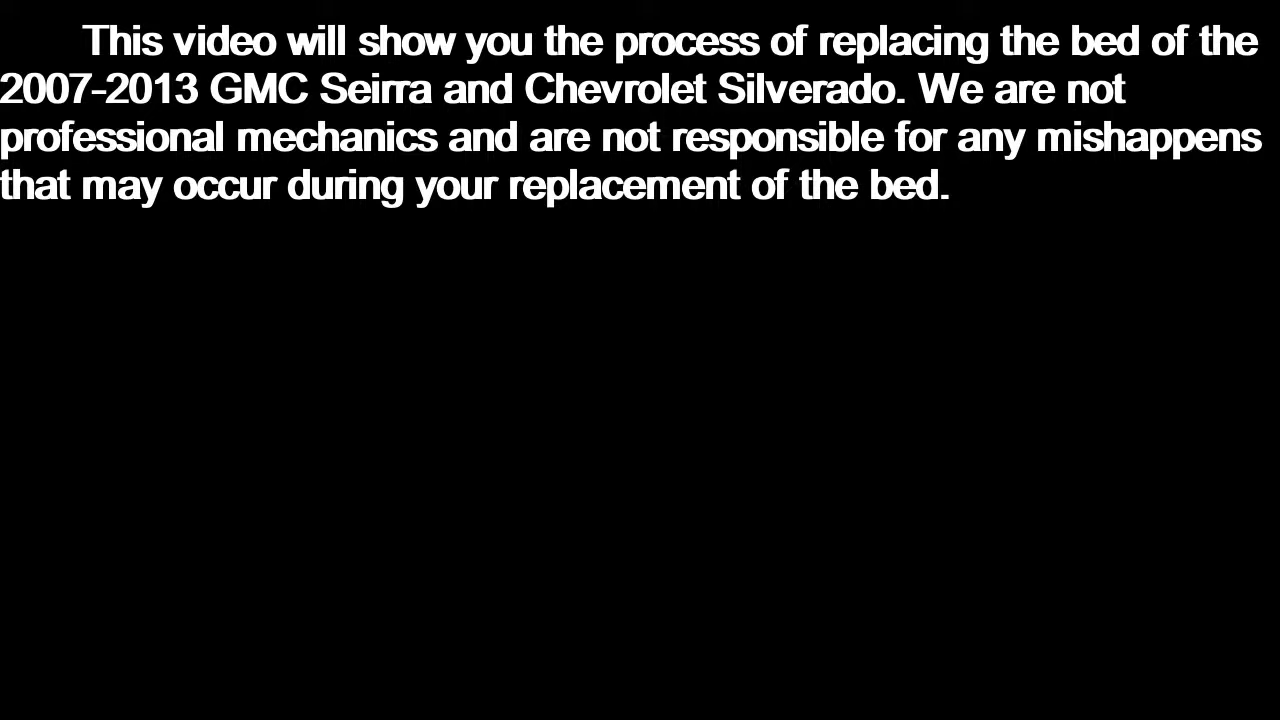 This video will show you the process of replacing the bed of the
2007-2013 GMC Seirra and Chevrolet Silverado. We are not
professional mechanics and are not responsible for any mishappens
that may occur during your replacement of the bed.